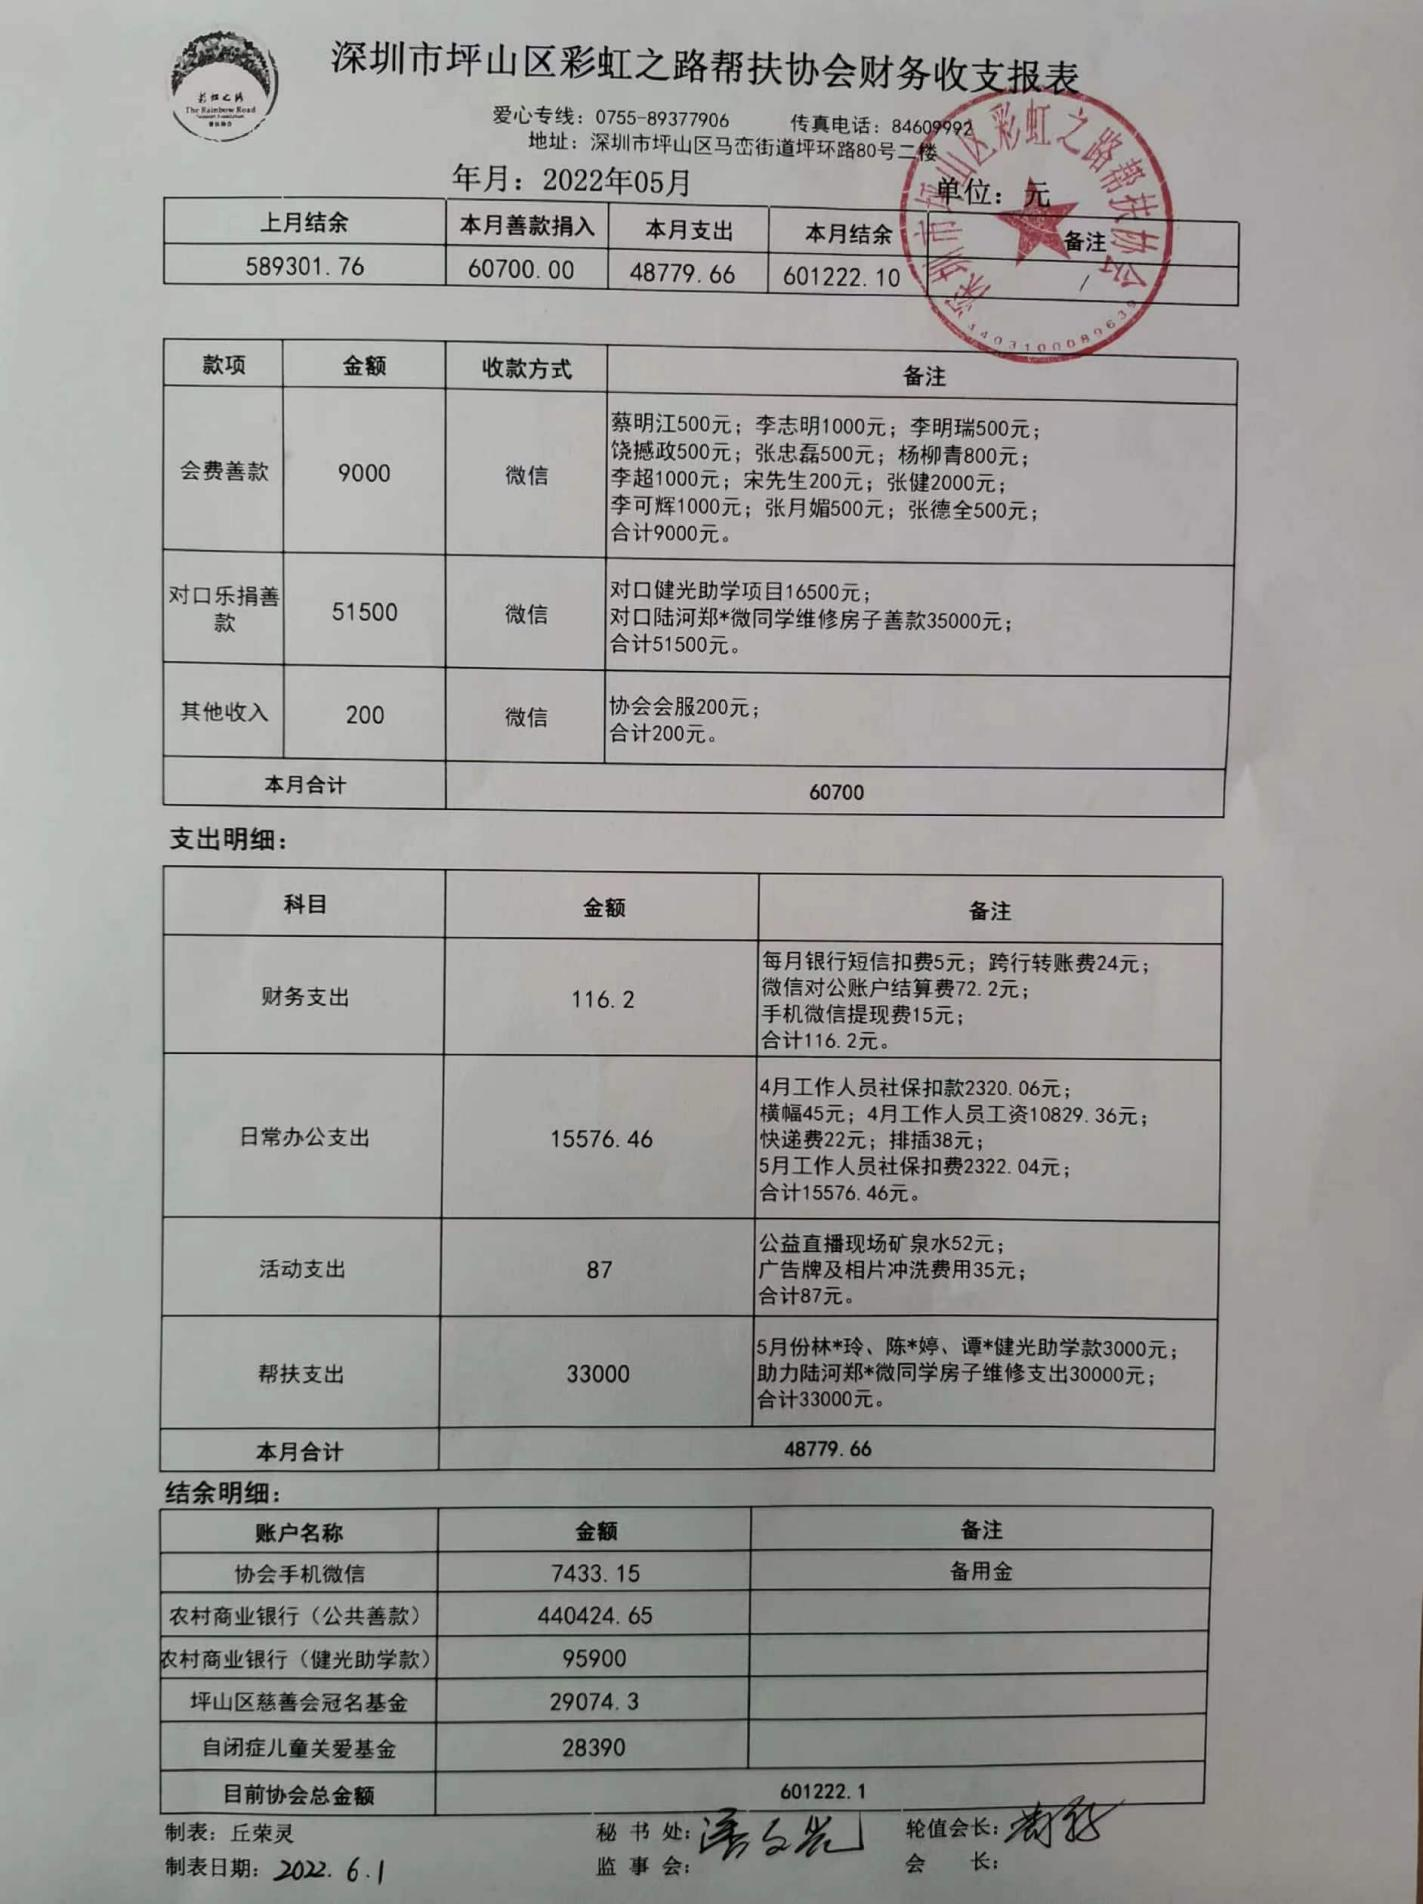 彩虹之路
The Rainbow Road
深圳市坪山区彩虹之路帮扶协会财务收支报表
爱心专线：0755-89377906 传真电话：84609992
地址：深圳市坪山区马峦街道坪环路80号二楼
年月：2022年05月 单位：元
深圳市坪山区彩虹之路帮扶协会
4403100089639
上月结余 本月善款捐入 本月支出 本月结余 备注
589301.76 60700.00 48779.66 601222.10 /
款项 金额 收款方式 备注
会费善款 9000 微信
蔡明江500元；李志明1000元；李明瑞500元；
饶撼政500元；张忠磊500元；杨柳青800元；
李超1000元；宋先生200元；张健2000元；
李可辉1000元；张月媚500元；张德全500元；
合计9000元。
对口乐捐善
款
51500 微信
对口健光助学项目16500元；
对口陆河郑*微同学维修房子善款35000元；
合计51500元。
其他收入 200 微信
协会会服200元；
合计200元。
本月合计 60700
支出明细：
科目 金额 备注
财务支出 116.2
每月银行短信扣费5元；跨行转账费24元；
微信对公账户结算费72.2元；
手机微信提现费15元；
合计116.2元。
日常办公支出 15576.46
4月工作人员社保扣款2320.06元；
横幅45元；4月工作人员工资10829.36元；
快递费22元；排插38元；
5月工作人员社保扣费2322.04元；
合计15576.46元。
活动支出 87
公益直播现场矿泉水52元；
广告牌及相片冲洗费用35元；
合计87元。
帮扶支出 33000
5月份林*玲、陈*婷、谭*健光助学款3000元；
助力陆河郑*微同学房子维修支出30000元；
合计33000元。
本月合计 48779.66
结余明细：
账户名称 金额 备注
协会手机微信 7433.15 备用金
农村商业银行（公共善款） 440424.65
农村商业银行（健光助学款） 95900
坪山区慈善会冠名基金 29074.3
自闭症儿童关爱基金 28390
目前协会总金额 601222.1
制表：丘荣灵 秘书处： 轮值会长：
制表日期：2022.6.1 监事会： 会长：